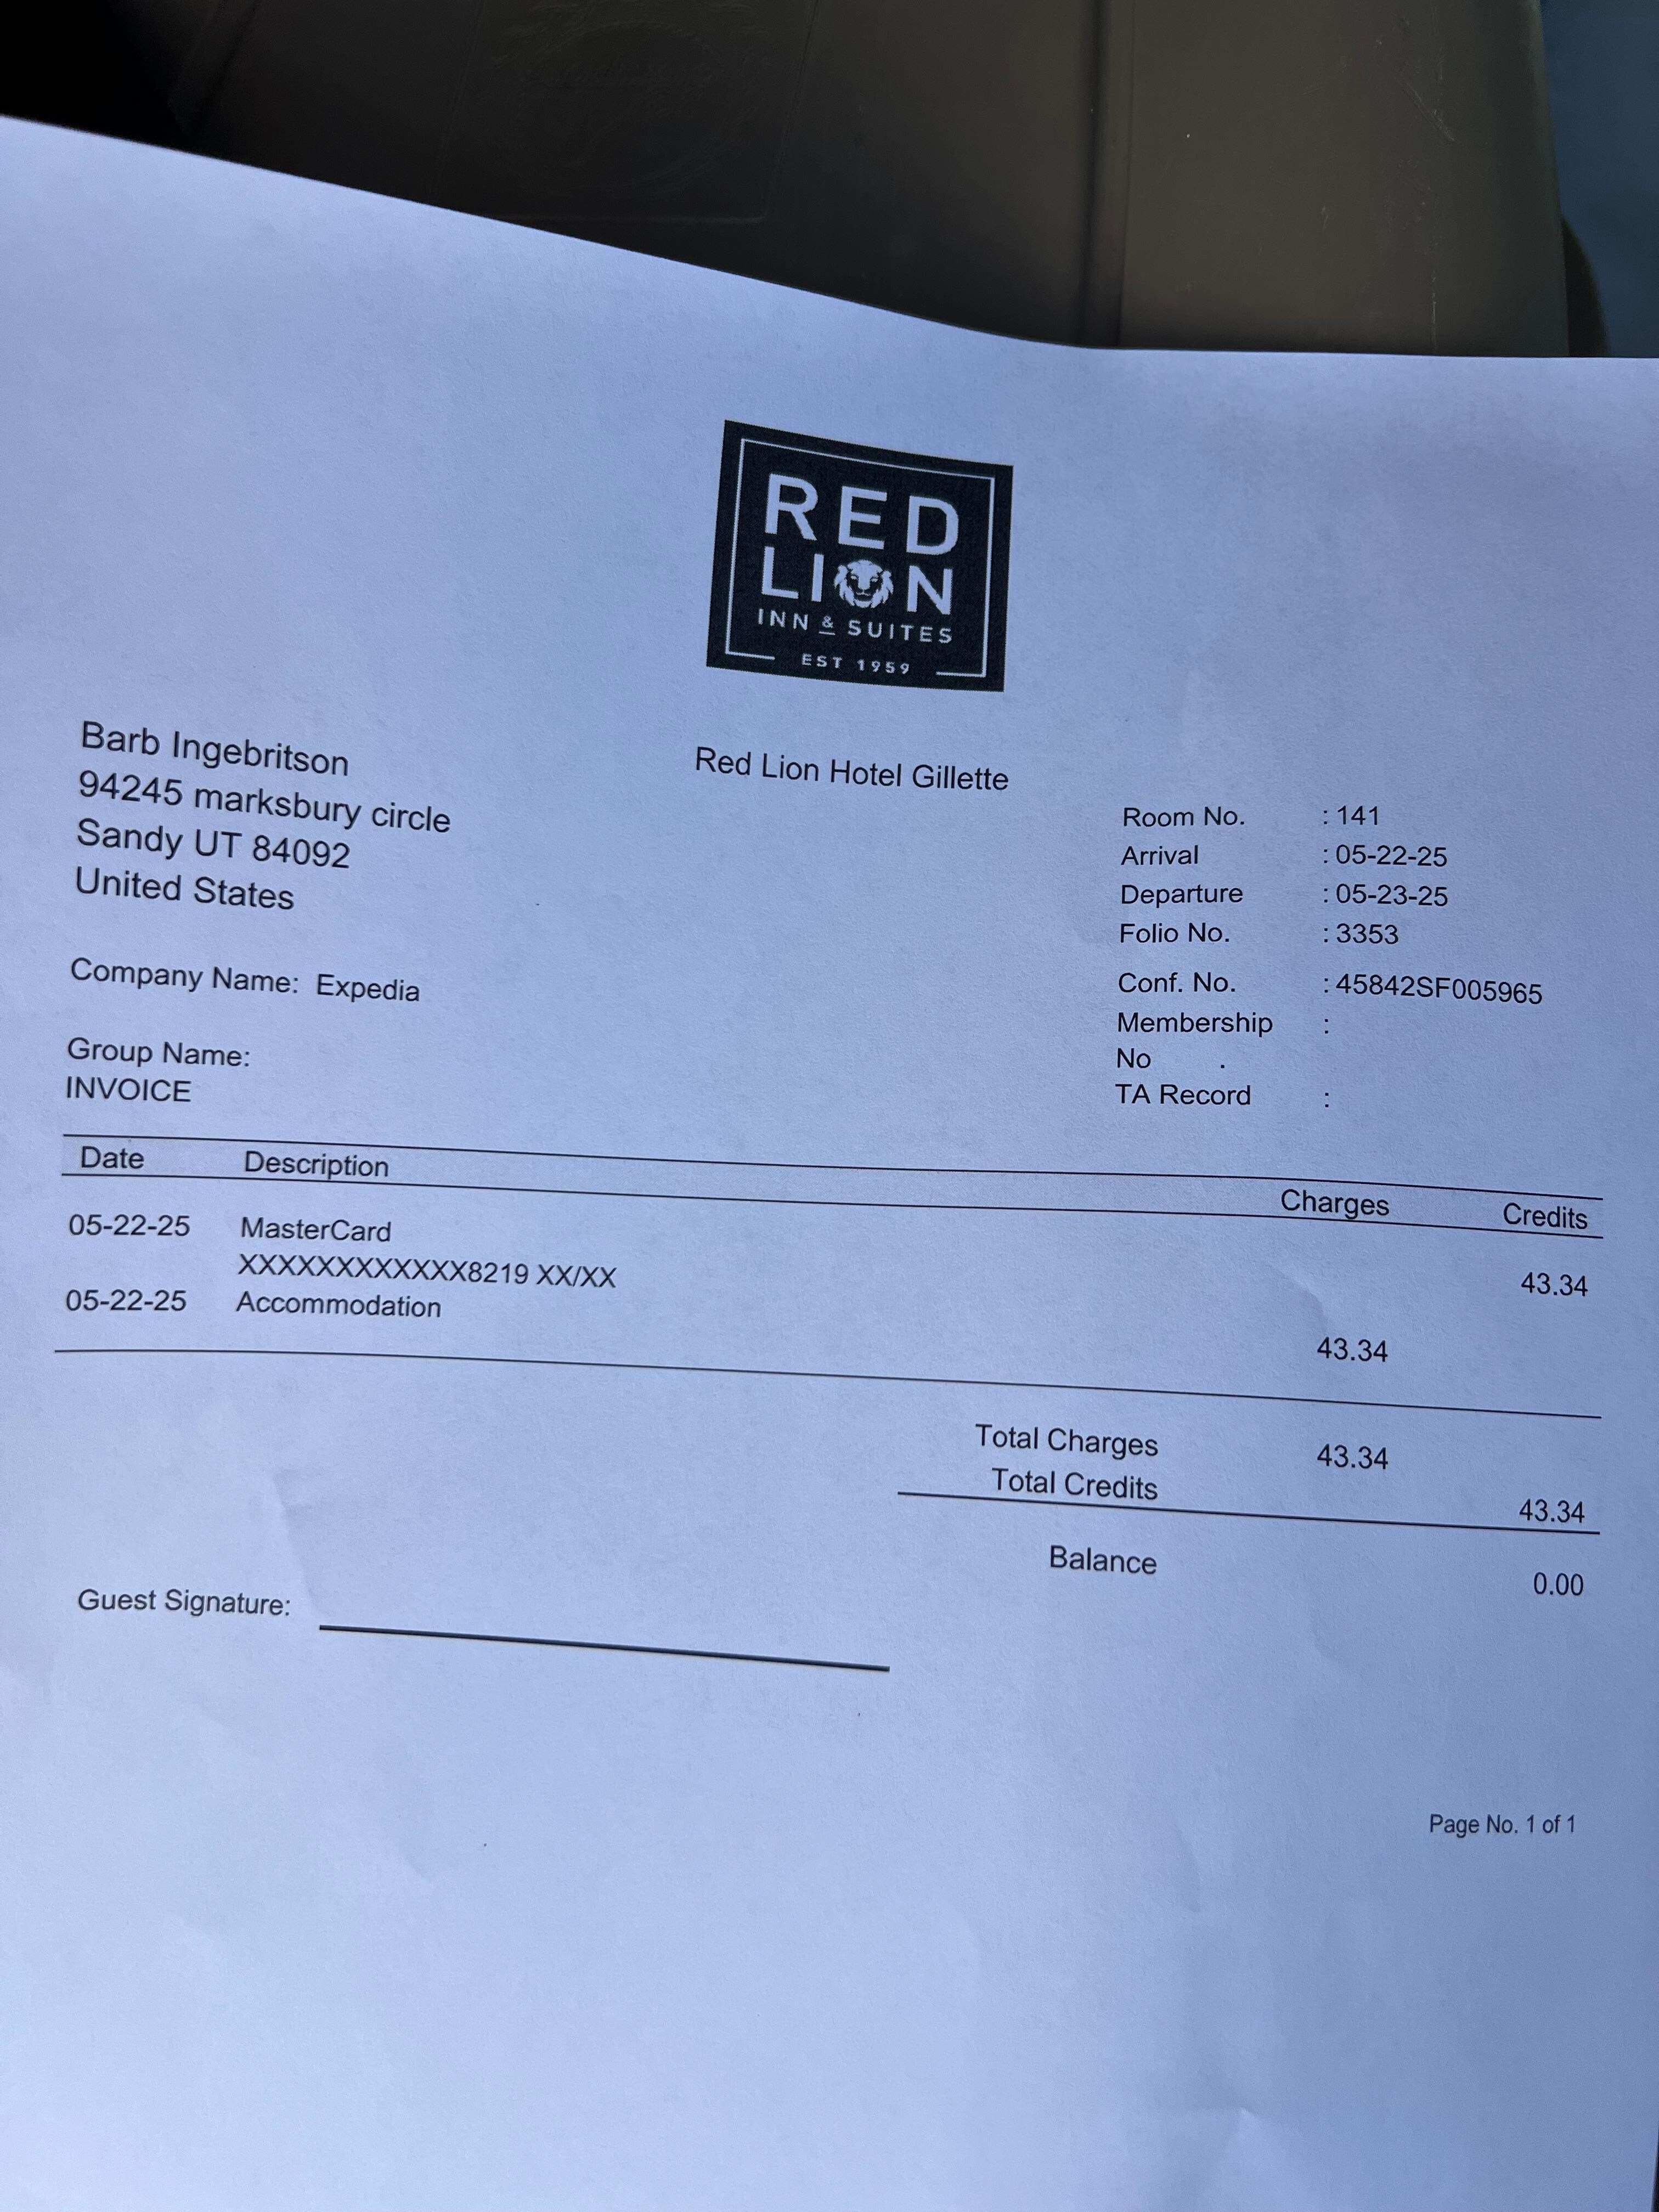 RED
LION
INN & SUITES
EST 1959
Red Lion Hotel Gillette
Barb Ingebritson
94245 marksbury circle
Sandy UT 84092
United States
Company Name: Expedia
Group Name:
INVOICE
Room No. : 141
Arrival : 05-22-25
Departure : 05-23-25
Folio No. : 3353
Conf. No. : 45842SF005965
Membership :
No .
TA Record :
Date Description Charges Credits
05-22-25 MasterCard 43.34
XXXXXXXXXXXX8219 XX/XX
05-22-25 Accommodation 43.34
Total Charges 43.34
Total Credits 43.34
Balance 0.00
Guest Signature:
Page No. 1 of 1